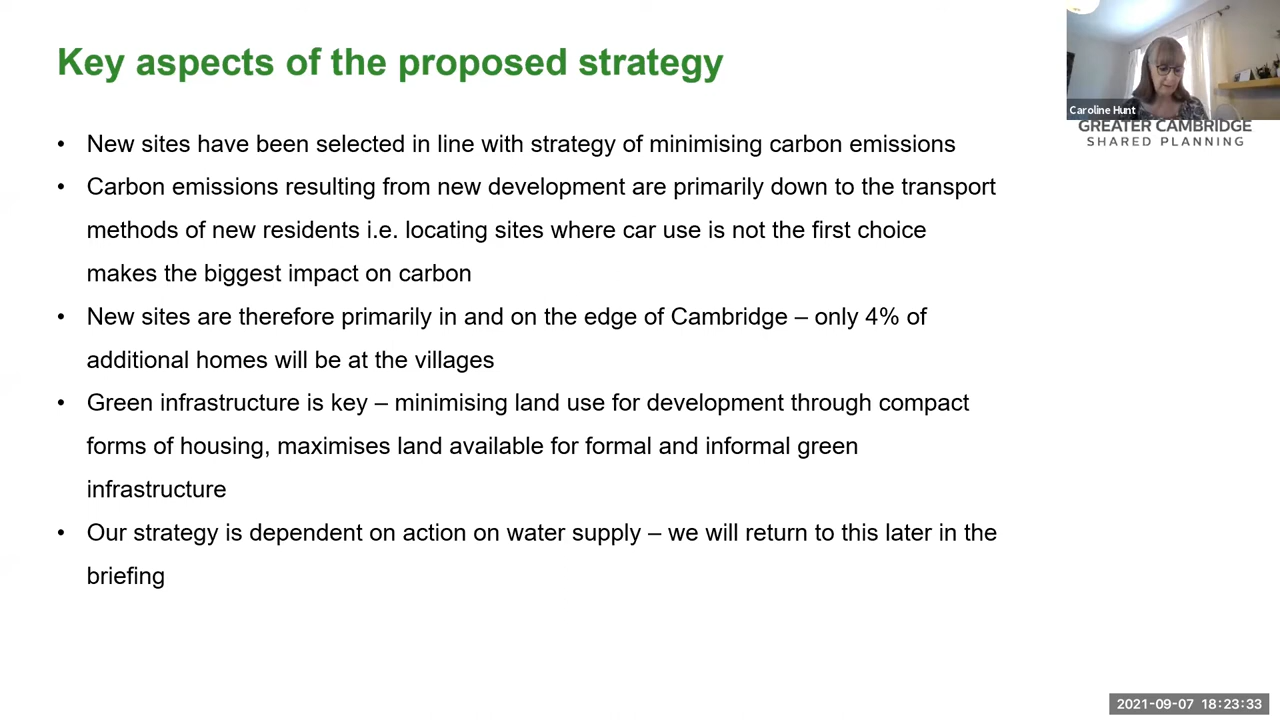 Key aspects of the proposed strategy
Caroline Hunt
GREATER CAMBRIDGE
SHARED PLANNING
• New sites have been selected in line with strategy of minimising carbon emissions
• Carbon emissions resulting from new development are primarily down to the transport
methods of new residents i.e. locating sites where car use is not the first choice
makes the biggest impact on carbon
• New sites are therefore primarily in and on the edge of Cambridge – only 4% of
additional homes will be at the villages
• Green infrastructure is key – minimising land use for development through compact
forms of housing, maximises land available for formal and informal green
infrastructure
• Our strategy is dependent on action on water supply – we will return to this later in the
briefing
2021-09-07 18:23:33